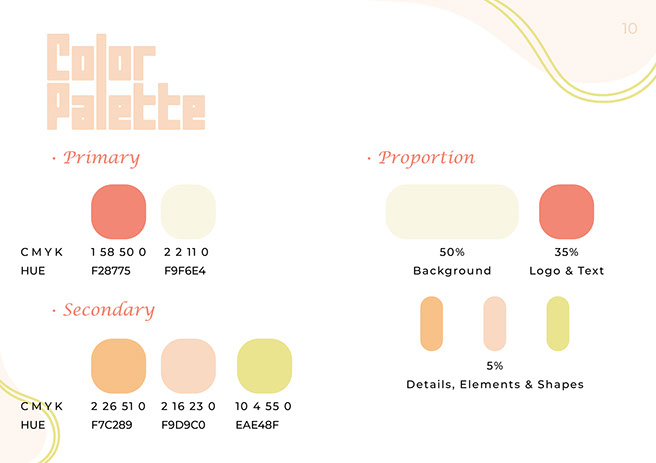 10
Color
Palette
· Primary
CMYK 1 58 50 0 2 2 11 0
HUE F28775 F9F6E4
· Secondary
CMYK 2 26 51 0 2 16 23 0 10 4 55 0
HUE F7C289 F9D9C0 EAE48F
· Proportion
50% 35%
Background Logo & Text
5%
Details, Elements & Shapes